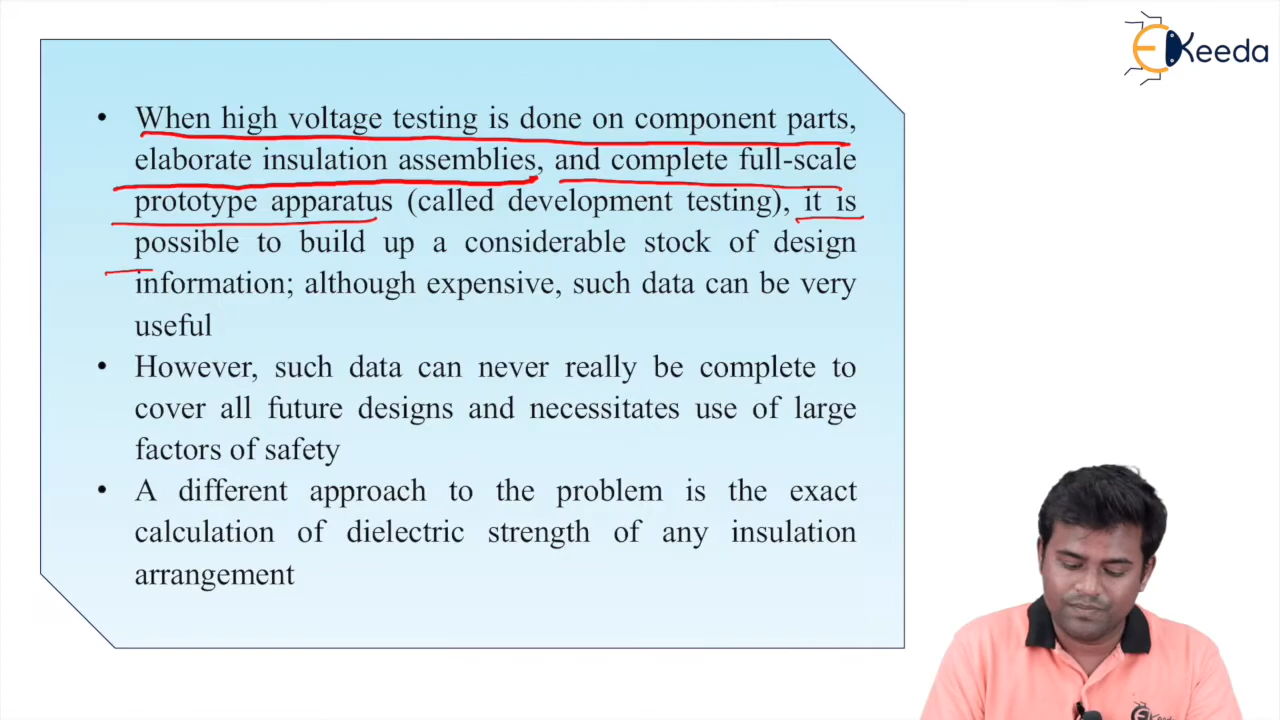 EKeeda
• When high voltage testing is done on component parts,
elaborate insulation assemblies, and complete full-scale
prototype apparatus (called development testing), it is
possible to build up a considerable stock of design
information; although expensive, such data can be very
useful
• However, such data can never really be complete to
cover all future designs and necessitates use of large
factors of safety
• A different approach to the problem is the exact
calculation of dielectric strength of any insulation
arrangement
EKeeda